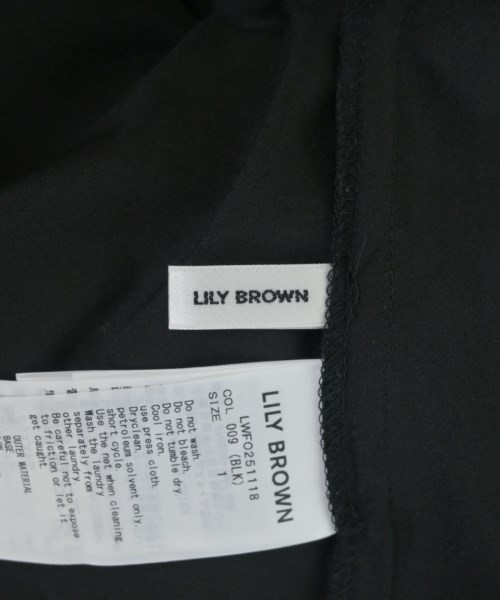 LILY BROWN
LILY BROWN
LWFO251118
COL 009 (BLK)
SIZE 1
Do not wash.
Do not bleach.
Do not tumble dry.
Cool iron.
use press cloth.
Dryclean.
petroleum solvent only.
short cycle.
Use the net when cleaning.
Wash the laundry
separately from
other laundry.
Be careful not to expose
to friction or let it
get caught.
OUTER MATERIAL
BASE